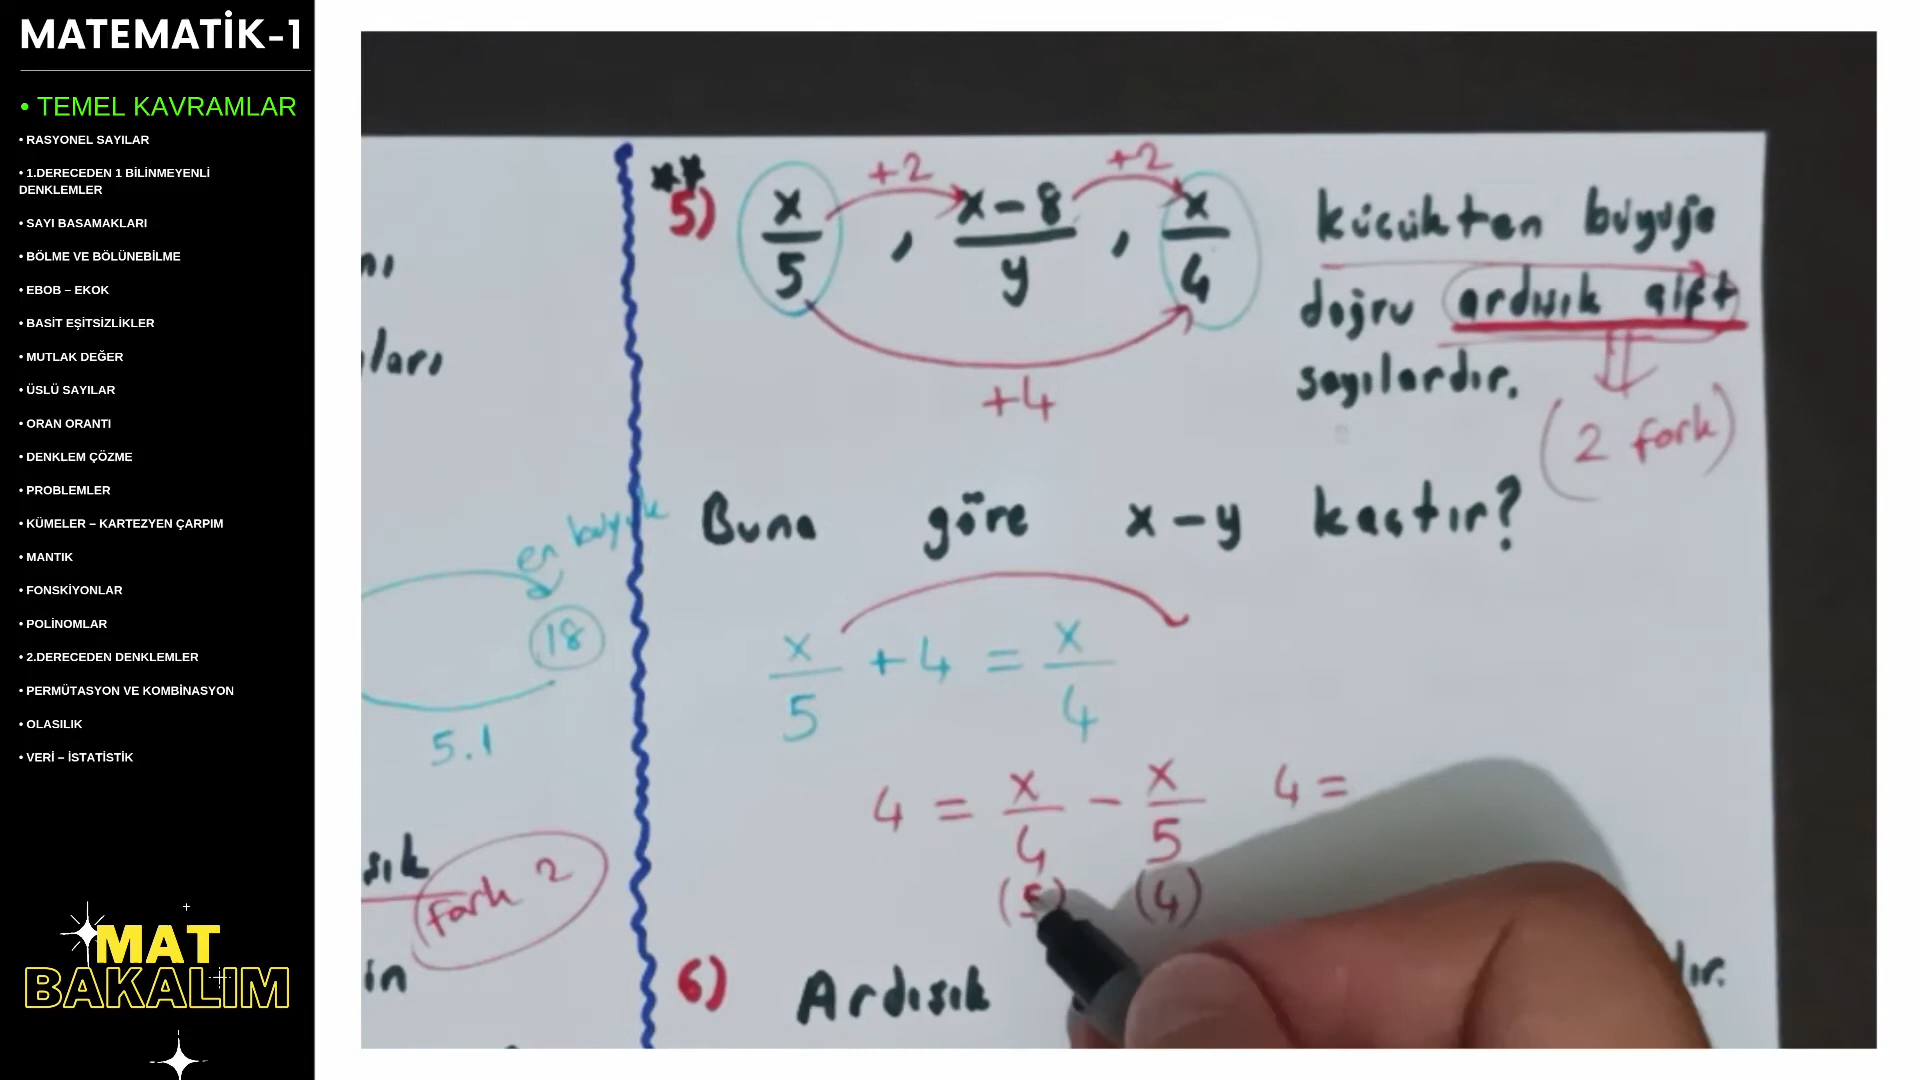 MATEMATİK-1
• TEMEL KAVRAMLAR
• RASYONEL SAYILAR
• 1.DERECEDEN 1 BİLİNMEYENLİ
DENKLEMLER
• SAYI BASAMAKLARI
• BÖLME VE BÖLÜNEBİLME
• EBOB – EKOK
• BASİT EŞİTSİZLİKLER
• MUTLAK DEĞER
• ÜSLÜ SAYILAR
• ORAN ORANTI
• DENKLEM ÇÖZME
• PROBLEMLER
• KÜMELER – KARTEZYEN ÇARPIM
• MANTIK
• FONSKİYONLAR
• POLİNOMLAR
• 2.DERECEDEN DENKLEMLER
• PERMÜTASYON VE KOMBİNASYON
• OLASILIK
• VERİ – İSTATİSTİK
MAT
BAKALIM
ları
en büyük
18
5.1
sık
fark 2
in
+2 +2
5) x/5 , x-8/y , x/4 küçükten büyüğe
doğru ardışık çift
+4
sayılardır.
(2 fark)
Buna göre x-y kaçtır?
x/5 + 4 = x/4
4 = x/4 - x/5 4 =
(5) (4)
6) Ardışık
dır.